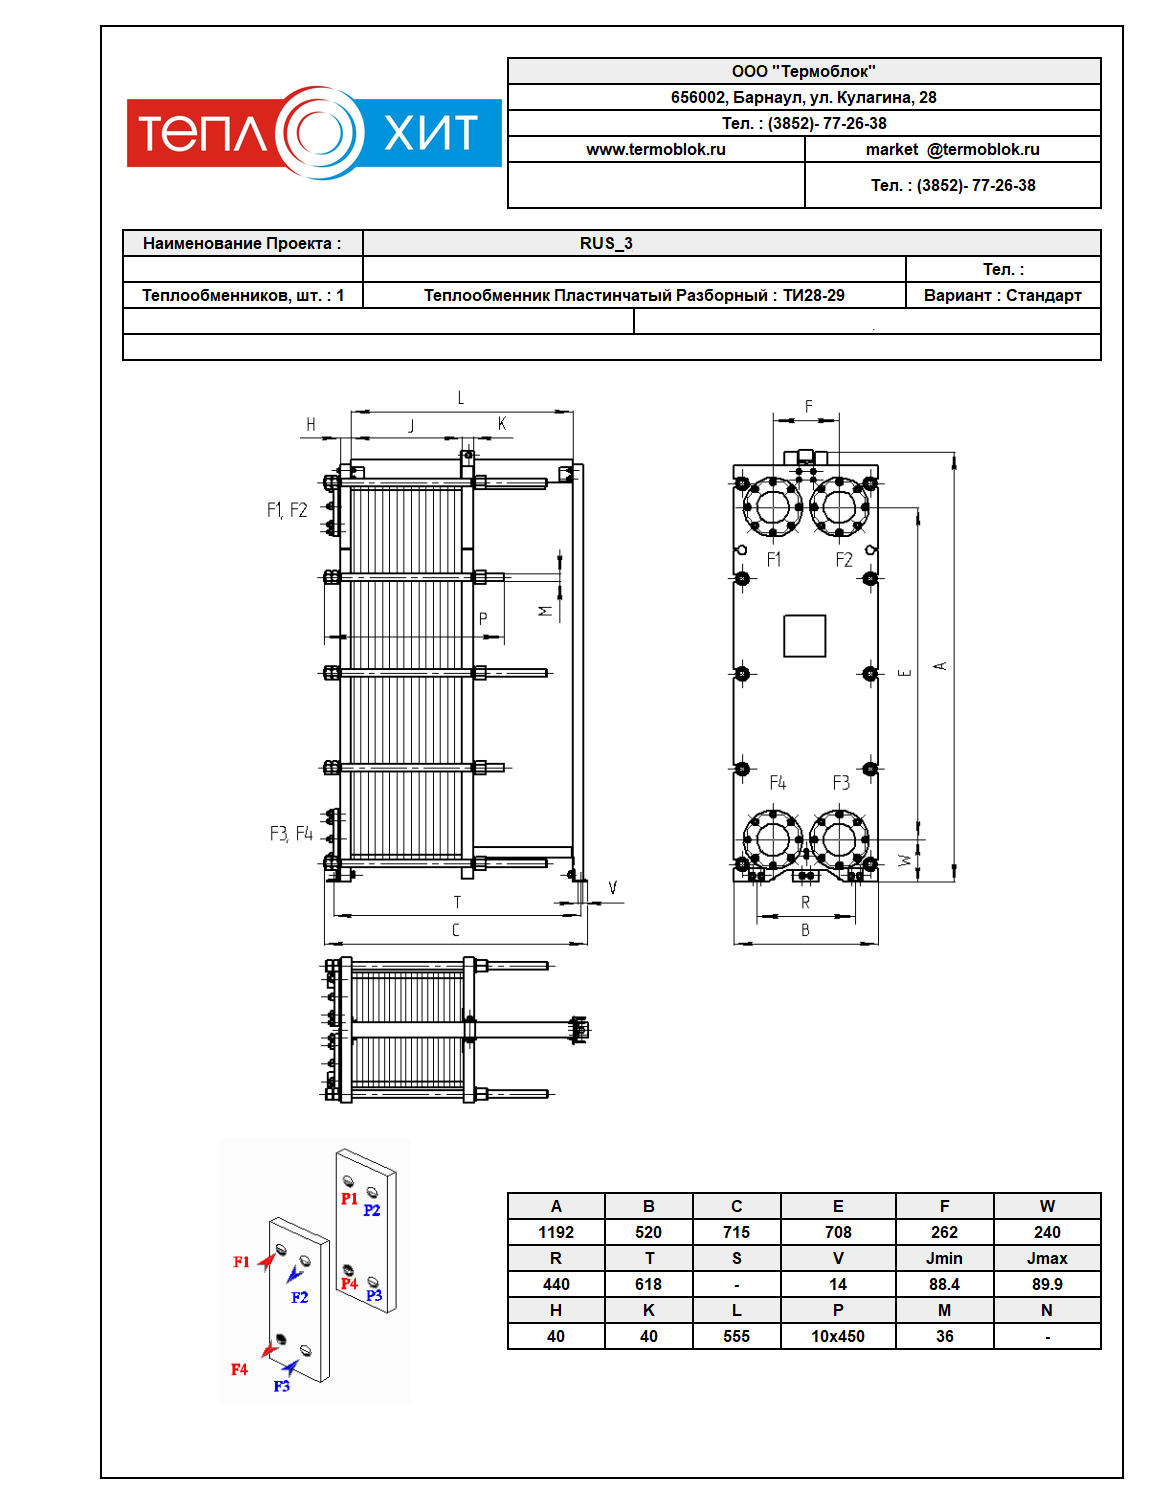 ТЕПЛ ХИТ
ООО "Термоблок"
656002, Барнаул, ул. Кулагина, 28
Тел. : (3852)- 77-26-38
www.termoblok.ru
market @termoblok.ru
Тел. : (3852)- 77-26-38
Наименование Проекта :
RUS_3
Тел. :
Теплообменников, шт. : 1
Теплообменник Пластинчатый Разборный : ТИ28-29
Вариант : Стандарт
L
H
J
K
F1, F2
M
P
F3, F4
V
T
C
F
F1
F2
E
A
F4
F3
W
R
B
P1
P2
F1
F2
P4
P3
F4
F3
A B C E F W
1192 520 715 708 262 240
R T S V Jmin Jmax
440 618 - 14 88.4 89.9
H K L P M N
40 40 555 10x450 36 -